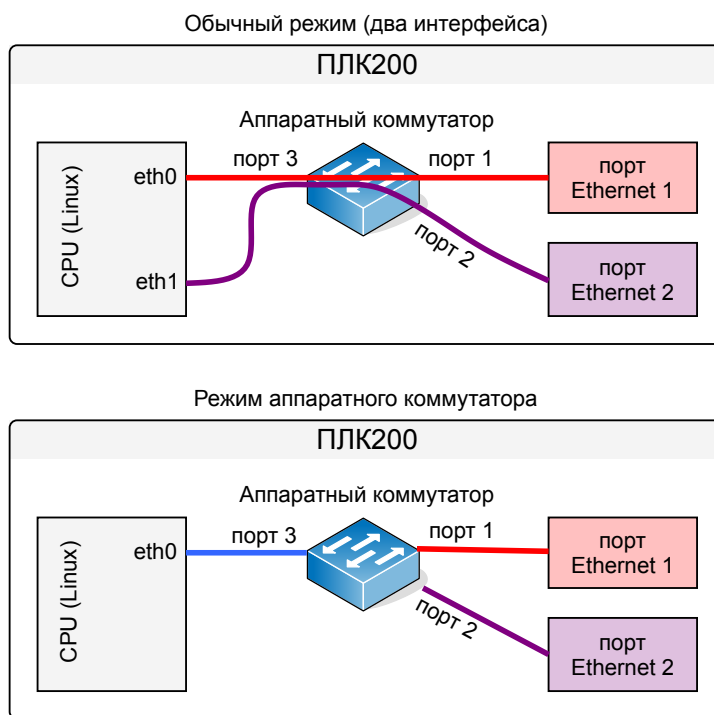 Обычный режим (два интерфейса)
ПЛК200
Аппаратный коммутатор
CPU (Linux)
eth0
порт 3
порт 1
порт
Ethernet 1
eth1
порт 2
порт
Ethernet 2
Режим аппаратного коммутатора
ПЛК200
Аппаратный коммутатор
CPU (Linux)
eth0
порт 3
порт 1
порт
Ethernet 1
порт 2
порт
Ethernet 2